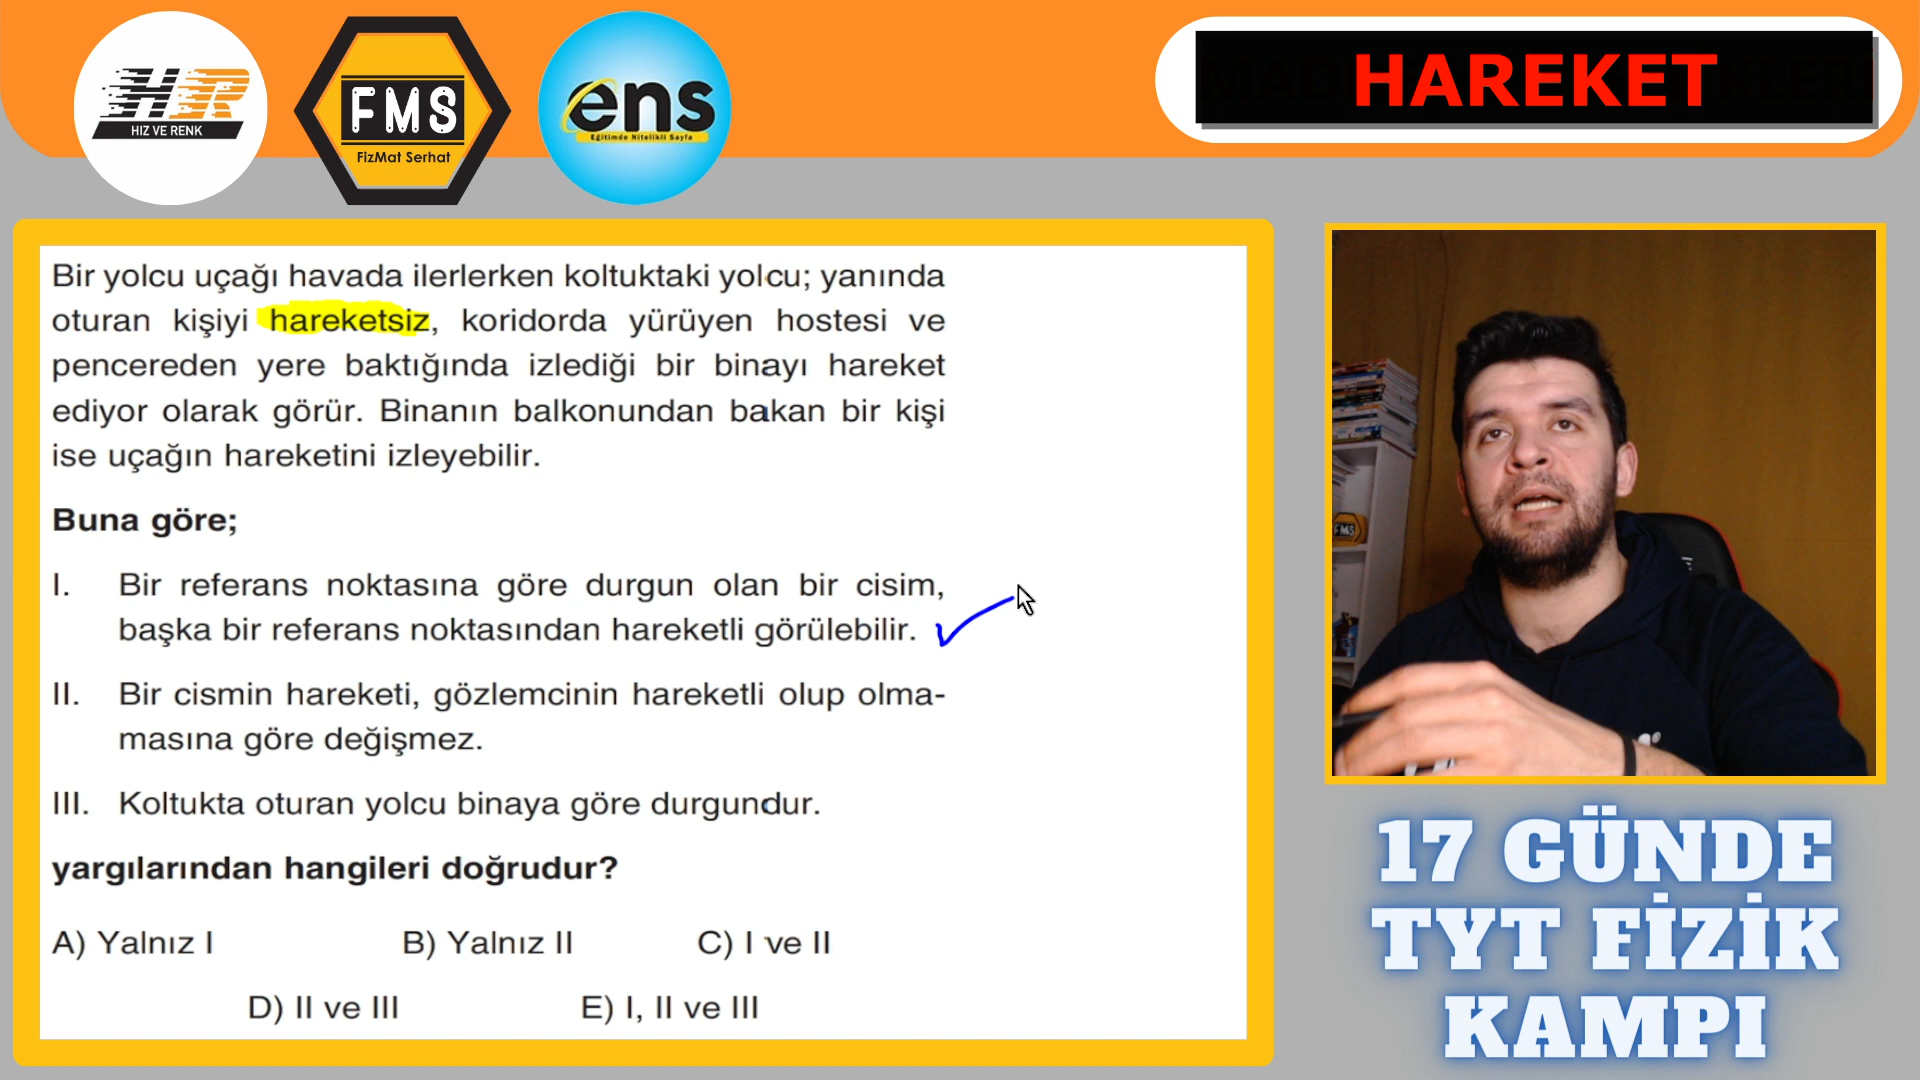 HIZ VE RENK
FMS
FizMat Serhat
ens
Eğitimde Nitelikli Sayfa
HAREKET
Bir yolcu uçağı havada ilerlerken koltuktaki yolcu; yanında
oturan kişiyi hareketsiz, koridorda yürüyen hostesi ve
pencereden yere baktığında izlediği bir binayı hareket
ediyor olarak görür. Binanın balkonundan bakan bir kişi
ise uçağın hareketini izleyebilir.
Buna göre;
I. Bir referans noktasına göre durgun olan bir cisim,
başka bir referans noktasından hareketli görülebilir.
II. Bir cismin hareketi, gözlemcinin hareketli olup olma-
masına göre değişmez.
III. Koltukta oturan yolcu binaya göre durgundur.
yargılarından hangileri doğrudur?
A) Yalnız I B) Yalnız II C) I ve II
D) II ve III E) I, II ve III
FMS
17 GÜNDE
TYT FİZİK
KAMPI